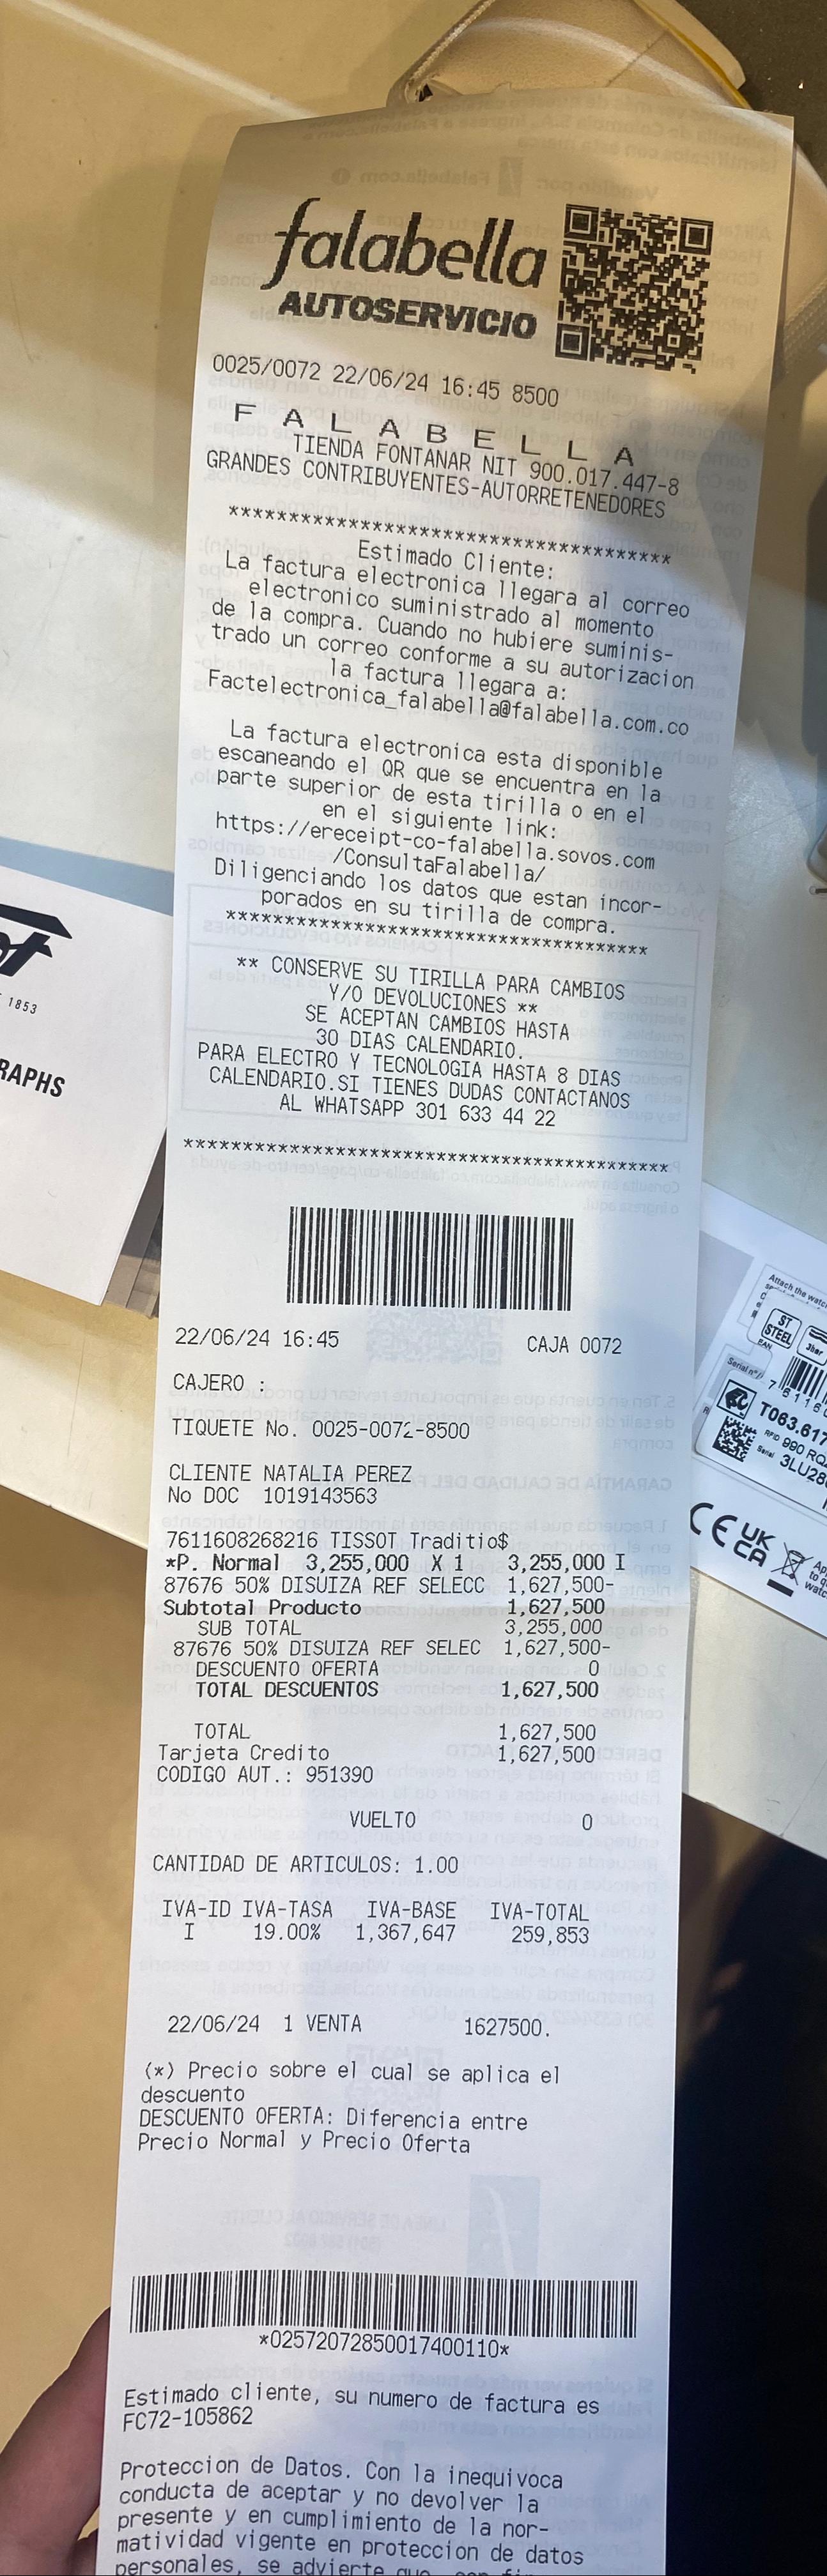 falabella
AUTOSERVICIO
0025/0072 22/06/24 16:45 8500
F A L A B E L L A
TIENDA FONTANAR NIT 900.017.447-8
GRANDES CONTRIBUYENTES-AUTORRETENEDORES
*************************************
Estimado Cliente:
La factura electronica llegara al correo
electronico suministrado al momento
de la compra. Cuando no hubiere suminis-
trado un correo conforme a su autorizacion
la factura llegara a:
Factelectronica_falabella@falabella.com.co
La factura electronica esta disponible
escaneando el QR que se encuentra en la
parte superior de esta tirilla o en el
en el siguiente link:
https://ereceipt-co-falabella.sovos.com
/ConsultaFalabella/
Diligenciando los datos que estan incor-
porados en su tirilla de compra.
***********************************
** CONSERVE SU TIRILLA PARA CAMBIOS
Y/O DEVOLUCIONES **
SE ACEPTAN CAMBIOS HASTA
30 DIAS CALENDARIO.
PARA ELECTRO Y TECNOLOGIA HASTA 8 DIAS
CALENDARIO.SI TIENES DUDAS CONTACTANOS
AL WHATSAPP 301 633 44 22
*****************************************
22/06/24 16:45 CAJA 0072
CAJERO :
TIQUETE No. 0025-0072-8500
CLIENTE NATALIA PEREZ
No DOC 1019143563
7611608268216 TISSOT Traditio$
*P. Normal 3,255,000 X 1 3,255,000 I
87676 50% DISUIZA REF SELECC 1,627,500-
Subtotal Producto 1,627,500
SUB TOTAL 3,255,000
87676 50% DISUIZA REF SELEC 1,627,500-
DESCUENTO OFERTA 0
TOTAL DESCUENTOS 1,627,500
TOTAL 1,627,500
Tarjeta Credito 1,627,500
CODIGO AUT.: 951390
VUELTO 0
CANTIDAD DE ARTICULOS: 1.00
IVA-ID IVA-TASA IVA-BASE IVA-TOTAL
I 19.00% 1,367,647 259,853
22/06/24 1 VENTA 1627500.
(*) Precio sobre el cual se aplica el
descuento
DESCUENTO OFERTA: Diferencia entre
Precio Normal y Precio Oferta
*02572072850017400110*
Estimado cliente, su numero de factura es
FC72-105862
Proteccion de Datos. Con la inequivoca
conducta de aceptar y no devolver la
presente y en cumplimiento de la nor-
matividad vigente en proteccion de datos
personales, se advierte que
1853
RAPHS
Attach the
ST
STEEL
3bar
EAN
Serial n°
T063.617
RFID 990
Serial 3LU28
CE UK CA